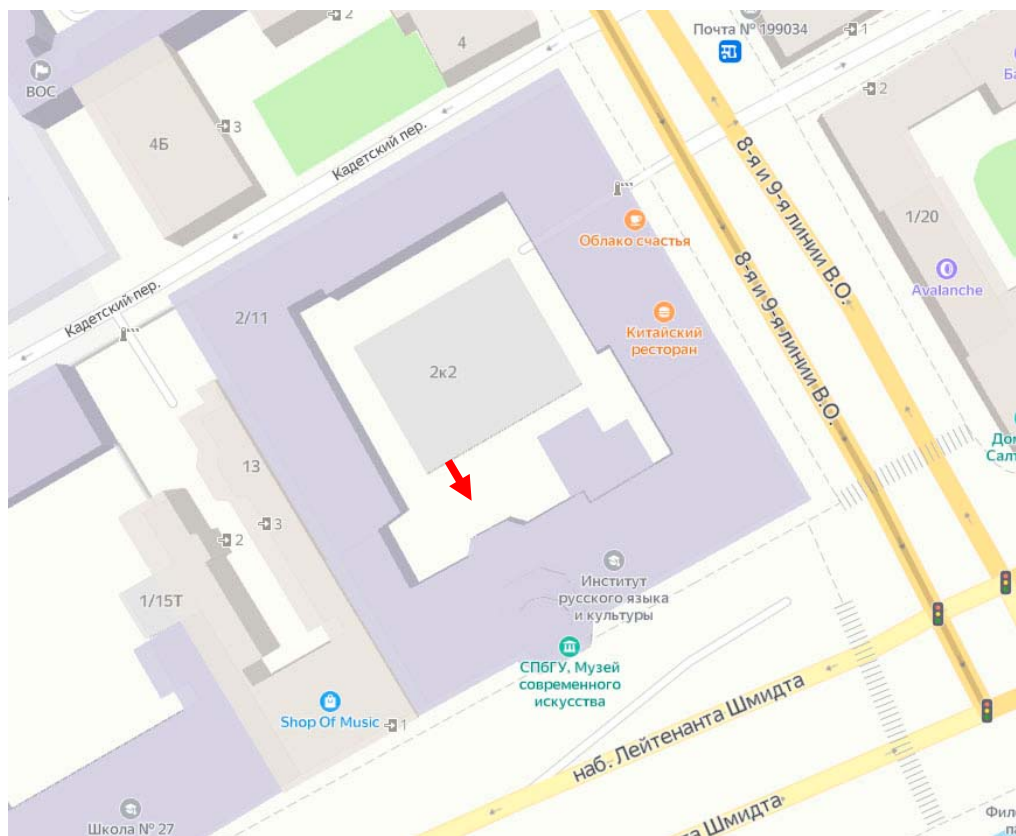 2
Почта № 199034
1
4
ВОС
2
3
4Б
Кадетский пер.
8-я и 9-я линии В.О.
1/20
Облако счастья
8-я и 9-я линии В.О.
Avalanche
Кадетский пер.
2/11
Китайский
ресторан
2к2
13
3
2
Институт
русского языка
и культуры
1/15Т
СПбГУ, Музей
современного
искусства
наб. Лейтенанта Шмидта
Shop Of Music
1
Школа № 27
Шмидта